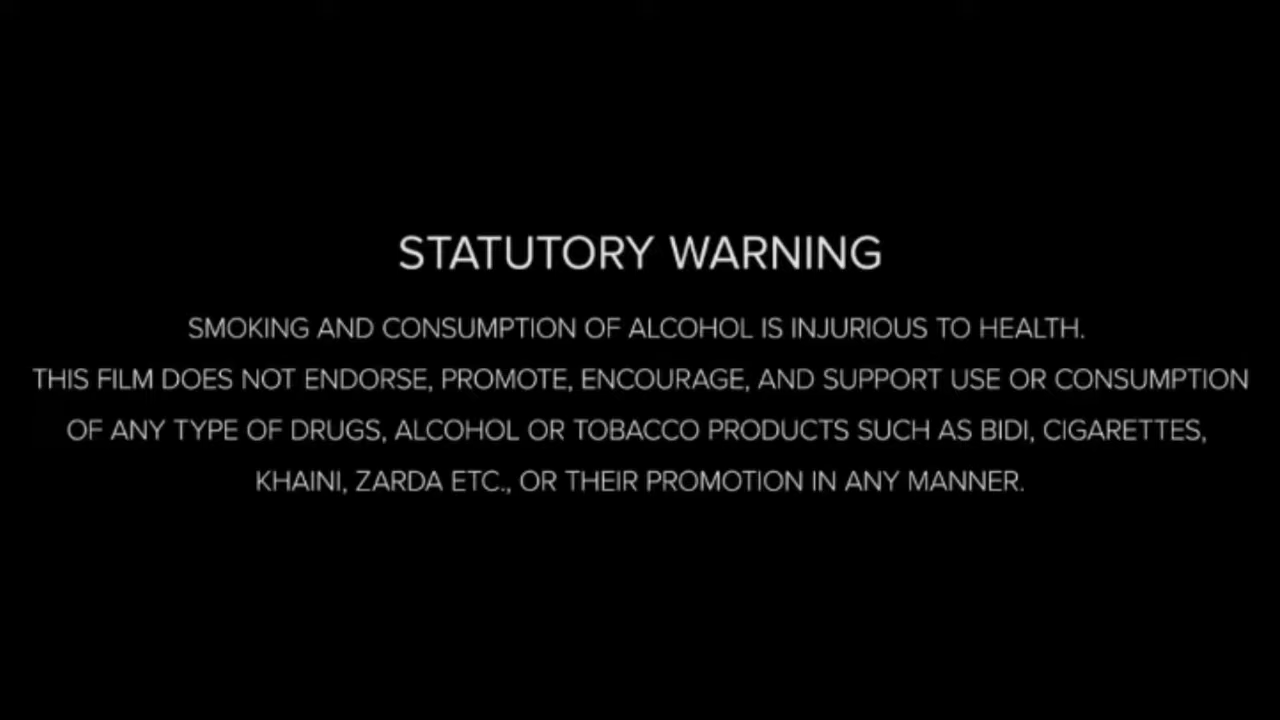 STATUTORY WARNING
SMOKING AND CONSUMPTION OF ALCOHOL IS INJURIOUS TO HEALTH.
THIS FILM DOES NOT ENDORSE, PROMOTE, ENCOURAGE, AND SUPPORT USE OR CONSUMPTION
OF ANY TYPE OF DRUGS, ALCOHOL OR TOBACCO PRODUCTS SUCH AS BIDI, CIGARETTES,
KHAINI, ZARDA ETC., OR THEIR PROMOTION IN ANY MANNER.